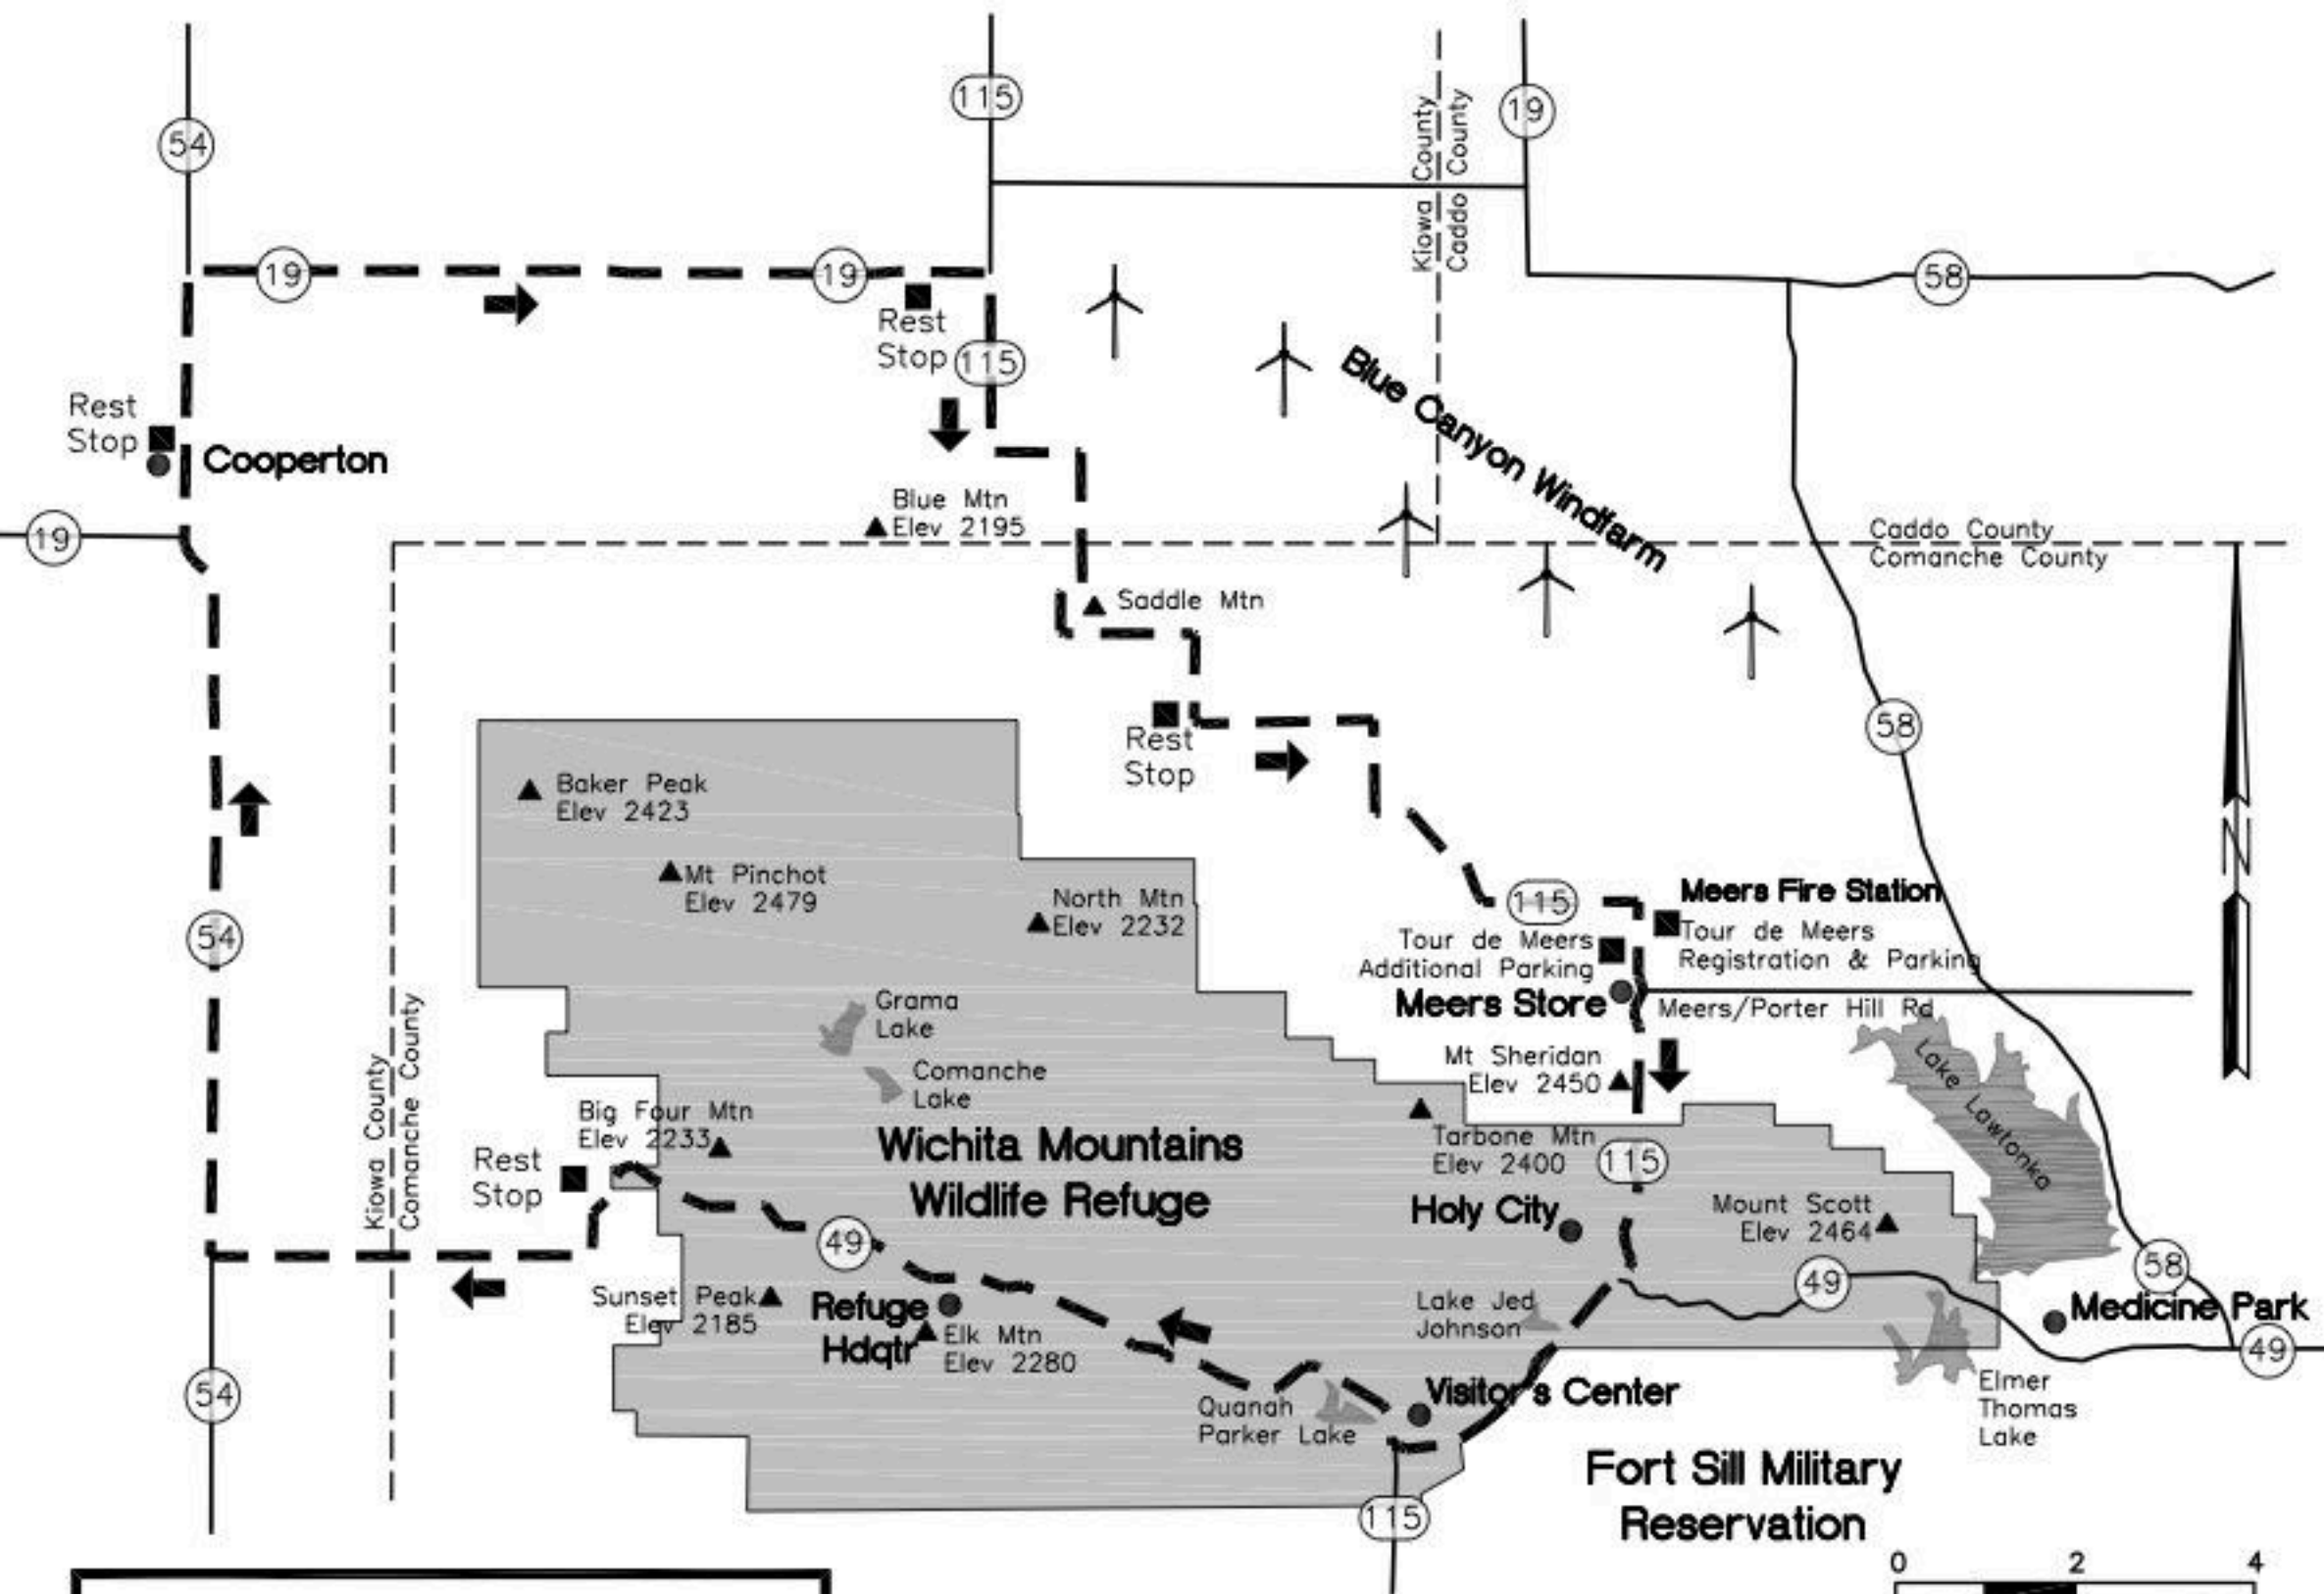 115
19
54
Kiowa County
Caddo County
19
19
58
Rest
Stop
115
Blue Canyon Windfarm
Rest
Stop
Cooperton
Blue Mtn
Elev 2195
19
Caddo County
Comanche County
Saddle Mtn
58
Rest
Stop
Baker Peak
Elev 2423
N
Mt Pinchot
Elev 2479
North Mtn
Elev 2232
115
Meers Fire Station
Tour de Meers
Registration & Parking
Tour de Meers
Additional Parking
54
Meers Store
Meers/Porter Hill Rd
Grama
Lake
Comanche
Lake
Mt Sheridan
Elev 2450
Lake Lawtonka
Kiowa County
Comanche County
Big Four Mtn
Elev 2233
Rest
Stop
Wichita Mountains
Wildlife Refuge
Tarbone Mtn
Elev 2400
115
Holy City
Mount Scott
Elev 2464
49
58
49
Sunset Peak
Elev 2185
Refuge
Hdqtr
Elk Mtn
Elev 2280
Lake Jed
Johnson
Medicine Park
49
54
Quanah
Parker Lake
Visitor's Center
Elmer
Thomas
Lake
Fort Sill Military
Reservation
115
0 2 4